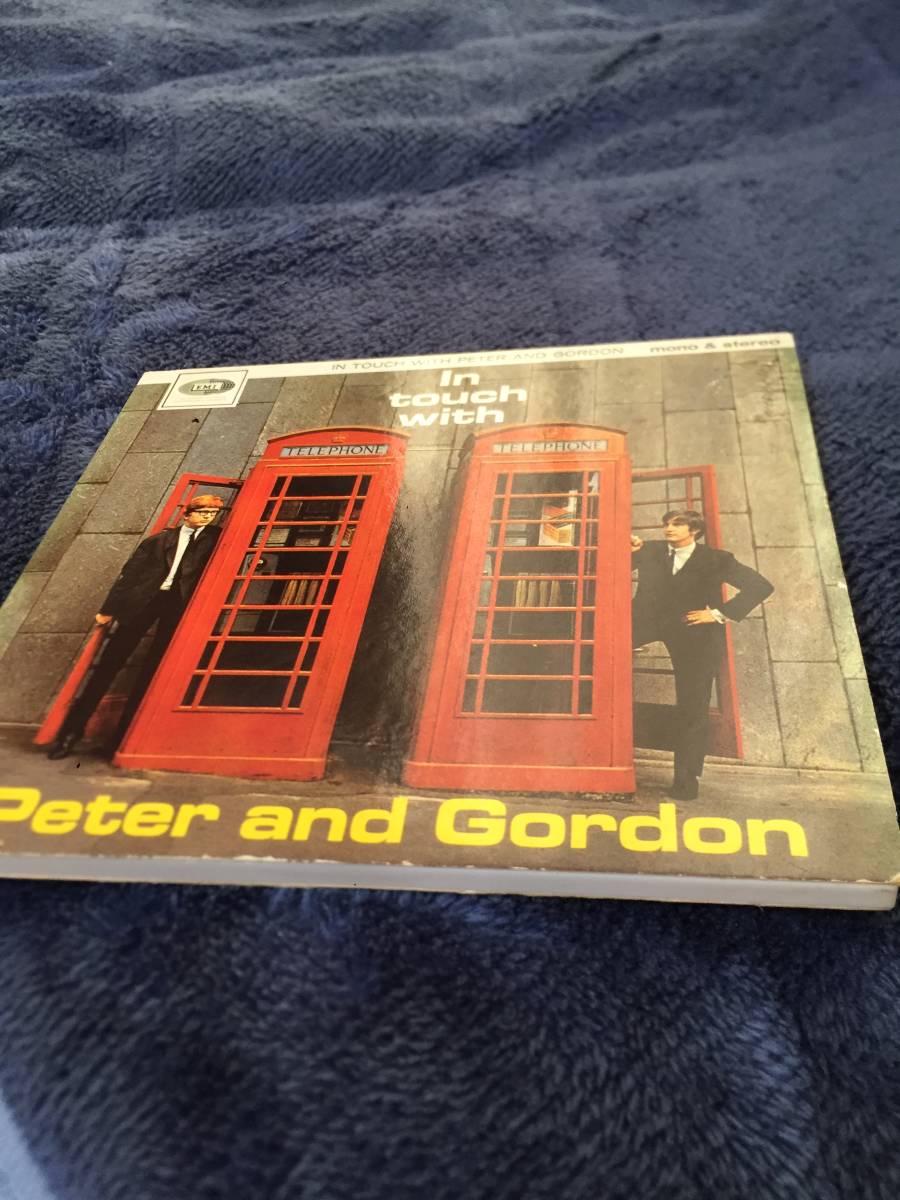 IN TOUCH WITH PETER AND GORDON mono & stereo
EMI
In
touch
with
TELEPHONE TELEPHONE
Peter and Gordon